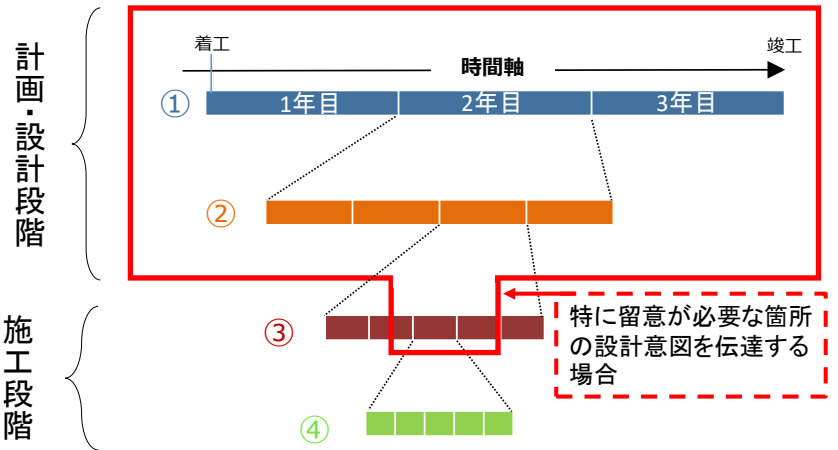 計画・設計段階
着工
竣工
時間軸
①
1年目
2年目
3年目
②
施工段階
③
特に留意が必要な箇所
の設計意図を伝達する
場合
④